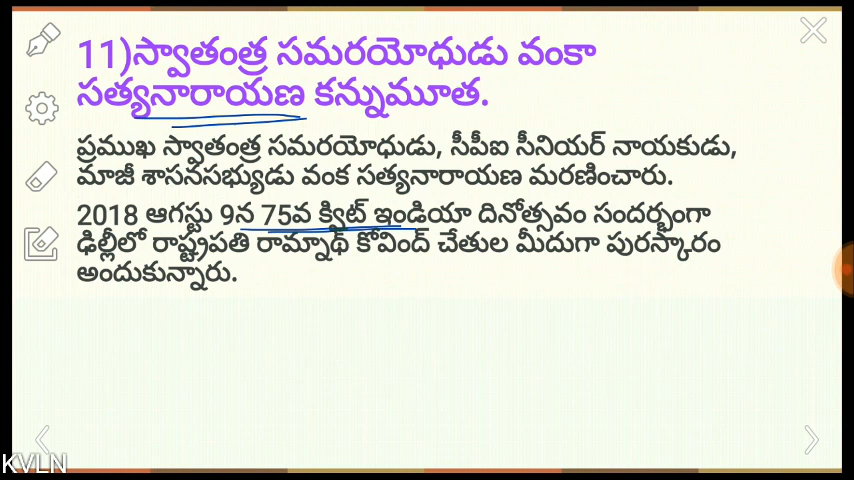 11)స్వాతంత్ర సమరయోధుడు వంకా
సత్యనారాయణ కన్నుమూత.
ప్రముఖ స్వాతంత్ర సమరయోధుడు, సీపీఐ సీనియర్ నాయకుడు,
మాజీ శాసనసభ్యుడు వంక సత్యనారాయణ మరణించారు.
2018 ఆగస్టు 9న 75వ క్విట్ ఇండియా దినోత్సవం సందర్భంగా
ఢిల్లీలో రాష్ట్రపతి రామ్నాథ్ కోవింద్ చేతుల మీదుగా పురస్కారం
అందుకున్నారు.
KVLN